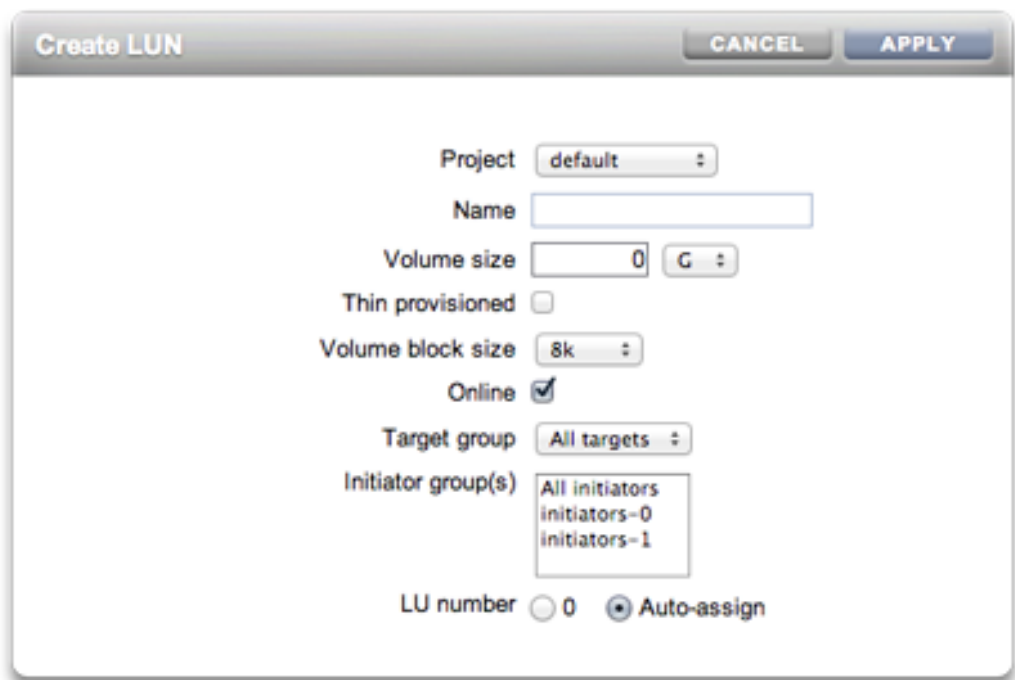 Create LUN CANCEL APPLY
Project default
Name
Volume size 0 G
Thin provisioned
Volume block size 8k
Online
Target group All targets
Initiator group(s) All initiators
initiators-0
initiators-1
LU number 0 Auto-assign